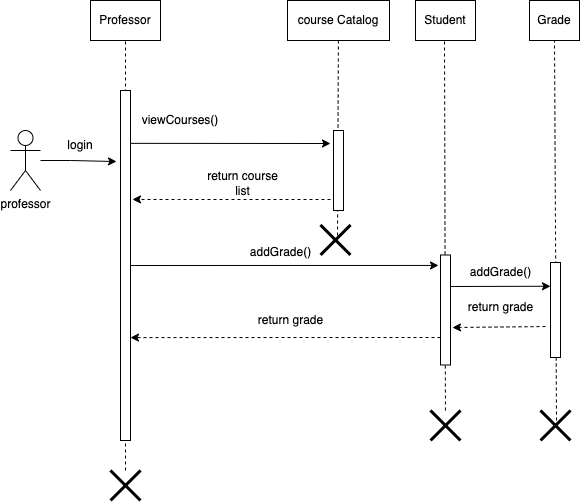 Professor
course Catalog
Student
Grade
viewCourses()
login
return course
list
professor
addGrade()
addGrade()
return grade
return grade